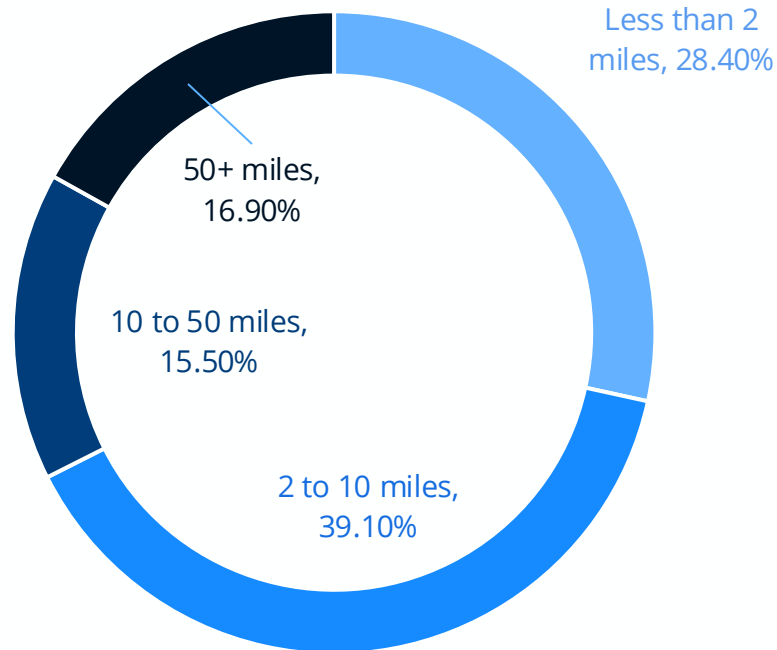 Less than 2
miles, 28.40%
50+ miles,
16.90%
10 to 50 miles,
15.50%
2 to 10 miles,
39.10%